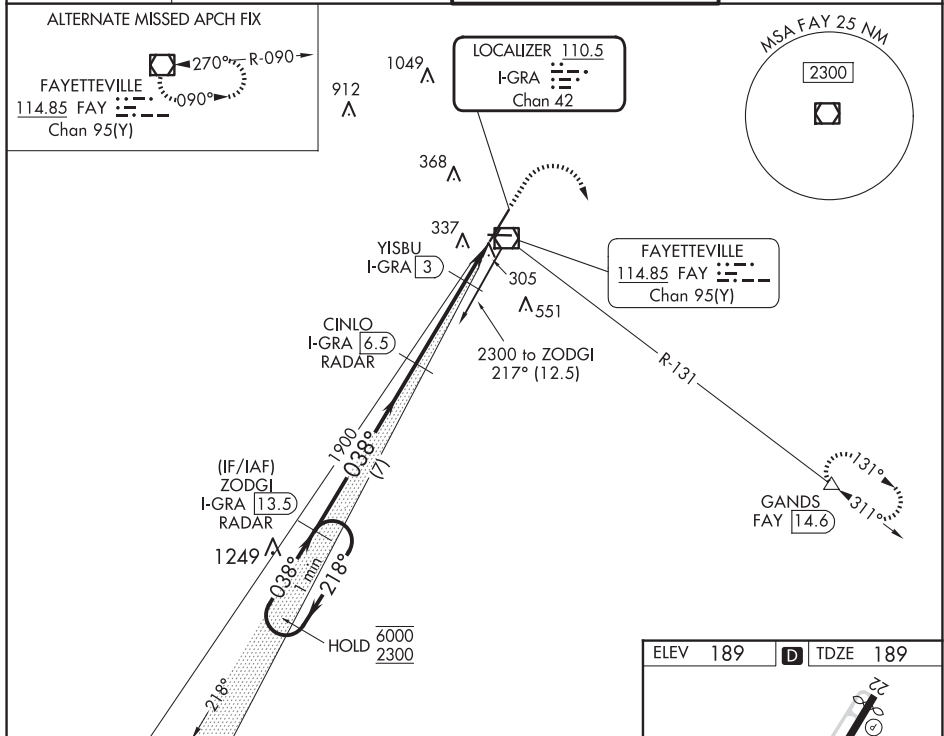 ALTERNATE MISSED APCH FIX
270°
R-090
090°
FAYETTEVILLE
114.85 FAY
Chan 95(Y)
912
1049
LOCALIZER 110.5
I-GRA
Chan 42
MSA FAY 25 NM
2300
368
337
YISBU
I-GRA 3
305
551
FAYETTEVILLE
114.85 FAY
Chan 95(Y)
CINLO
I-GRA 6.5
RADAR
2300 to ZODGI
217° (12.5)
R-131
1900
038°
(7)
(IF/IAF)
ZODGI
I-GRA 13.5
RADAR
1249
131°
311°
GANDS
FAY 14.6
038°
1 min
218°
HOLD 6000
2300
218°
ELEV 189 D TDZE 189
22